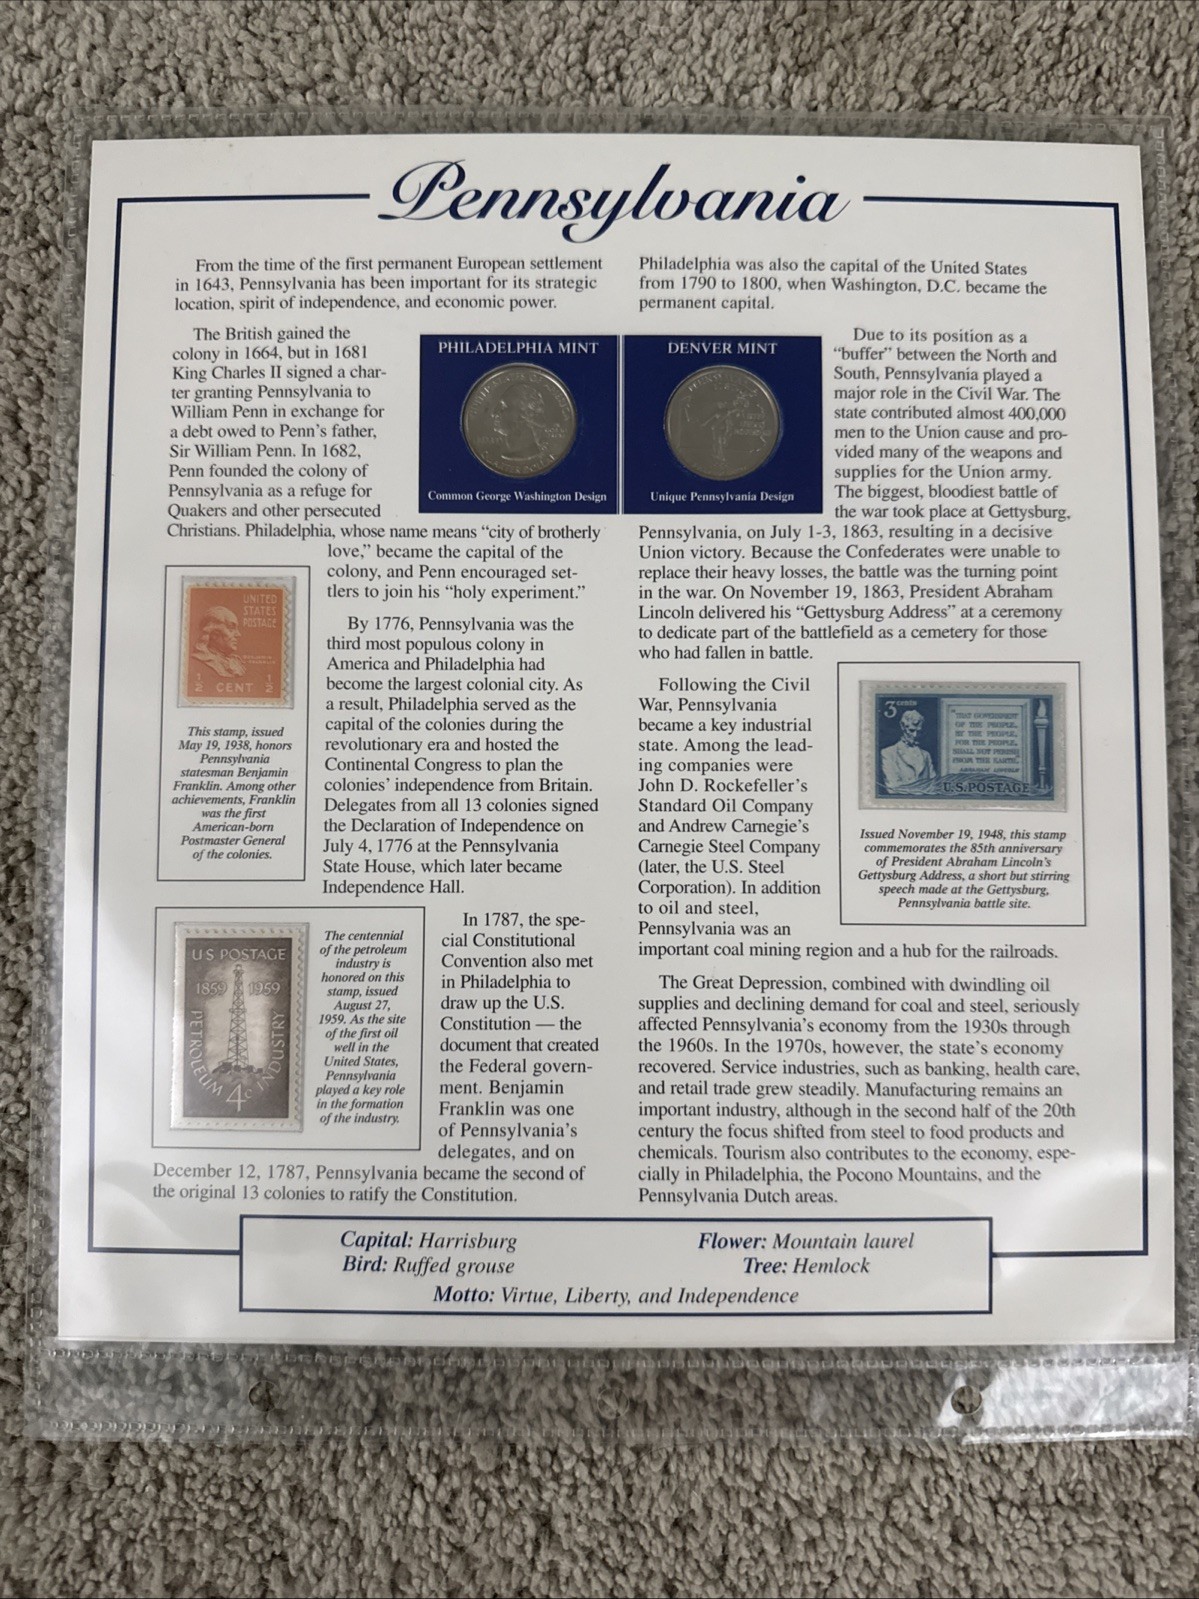 Pennsylvania
From the time of the first permanent European settlement
in 1643, Pennsylvania has been important for its strategic
location, spirit of independence, and economic power.
The British gained the
colony in 1664, but in 1681
King Charles II signed a char-
ter granting Pennsylvania to
William Penn in exchange for
a debt owed to Penn's father,
Sir William Penn. In 1682,
Penn founded the colony of
Pennsylvania as a refuge for
Quakers and other persecuted
Christians. Philadelphia, whose name means "city of brotherly
love," became the capital of the
colony, and Penn encouraged set-
tlers to join his "holy experiment."
By 1776, Pennsylvania was the
third most populous colony in
America and Philadelphia had
become the largest colonial city. As
a result, Philadelphia served as the
capital of the colonies during the
revolutionary era and hosted the
Continental Congress to plan the
colonies' independence from Britain.
Delegates from all 13 colonies signed
the Declaration of Independence on
July 4, 1776 at the Pennsylvania
State House, which later became
Independence Hall.
In 1787, the spe-
cial Constitutional
Convention also met
in Philadelphia to
draw up the U.S.
Constitution — the
document that created
the Federal govern-
ment. Benjamin
Franklin was one
of Pennsylvania's
delegates, and on
December 12, 1787, Pennsylvania became the second of
the original 13 colonies to ratify the Constitution.
UNITED
STATES
POSTAGE
1/2 CENT 1/2
This stamp, issued
May 19, 1938, honors
Pennsylvania
statesman Benjamin
Franklin. Among other
achievements, Franklin
was the first
American-born
Postmaster General
of the colonies.
U S POSTAGE
1859 1959
PETROLEUM INDUSTRY
4c
The centennial
of the petroleum
industry is
honored on this
stamp, issued
August 27,
1959. As the site
of the first oil
well in the
United States,
Pennsylvania
played a key role
in the formation
of the industry.
PHILADELPHIA MINT
Common George Washington Design
DENVER MINT
Unique Pennsylvania Design
Philadelphia was also the capital of the United States
from 1790 to 1800, when Washington, D.C. became the
permanent capital.
Due to its position as a
"buffer" between the North and
South, Pennsylvania played a
major role in the Civil War. The
state contributed almost 400,000
men to the Union cause and pro-
vided many of the weapons and
supplies for the Union army.
The biggest, bloodiest battle of
the war took place at Gettysburg,
Pennsylvania, on July 1-3, 1863, resulting in a decisive
Union victory. Because the Confederates were unable to
replace their heavy losses, the battle was the turning point
in the war. On November 19, 1863, President Abraham
Lincoln delivered his "Gettysburg Address" at a ceremony
to dedicate part of the battlefield as a cemetery for those
who had fallen in battle.
Following the Civil
War, Pennsylvania
became a key industrial
state. Among the lead-
ing companies were
John D. Rockefeller's
Standard Oil Company
and Andrew Carnegie's
Carnegie Steel Company
(later, the U.S. Steel
Corporation). In addition
to oil and steel,
Pennsylvania was an
important coal mining region and a hub for the railroads.
The Great Depression, combined with dwindling oil
supplies and declining demand for coal and steel, seriously
affected Pennsylvania's economy from the 1930s through
the 1960s. In the 1970s, however, the state's economy
recovered. Service industries, such as banking, health care,
and retail trade grew steadily. Manufacturing remains an
important industry, although in the second half of the 20th
century the focus shifted from steel to food products and
chemicals. Tourism also contributes to the economy, espe-
cially in Philadelphia, the Pocono Mountains, and the
Pennsylvania Dutch areas.
3 cents
"THAT GOVERNMENT
OF THE PEOPLE,
BY THE PEOPLE,
FOR THE PEOPLE,
SHALL NOT PERISH
FROM THE EARTH."
ABRAHAM LINCOLN
U.S. POSTAGE
Issued November 19, 1948, this stamp
commemorates the 85th anniversary
of President Abraham Lincoln's
Gettysburg Address, a short but stirring
speech made at the Gettysburg,
Pennsylvania battle site.
Capital: Harrisburg
Flower: Mountain laurel
Bird: Ruffed grouse
Tree: Hemlock
Motto: Virtue, Liberty, and Independence